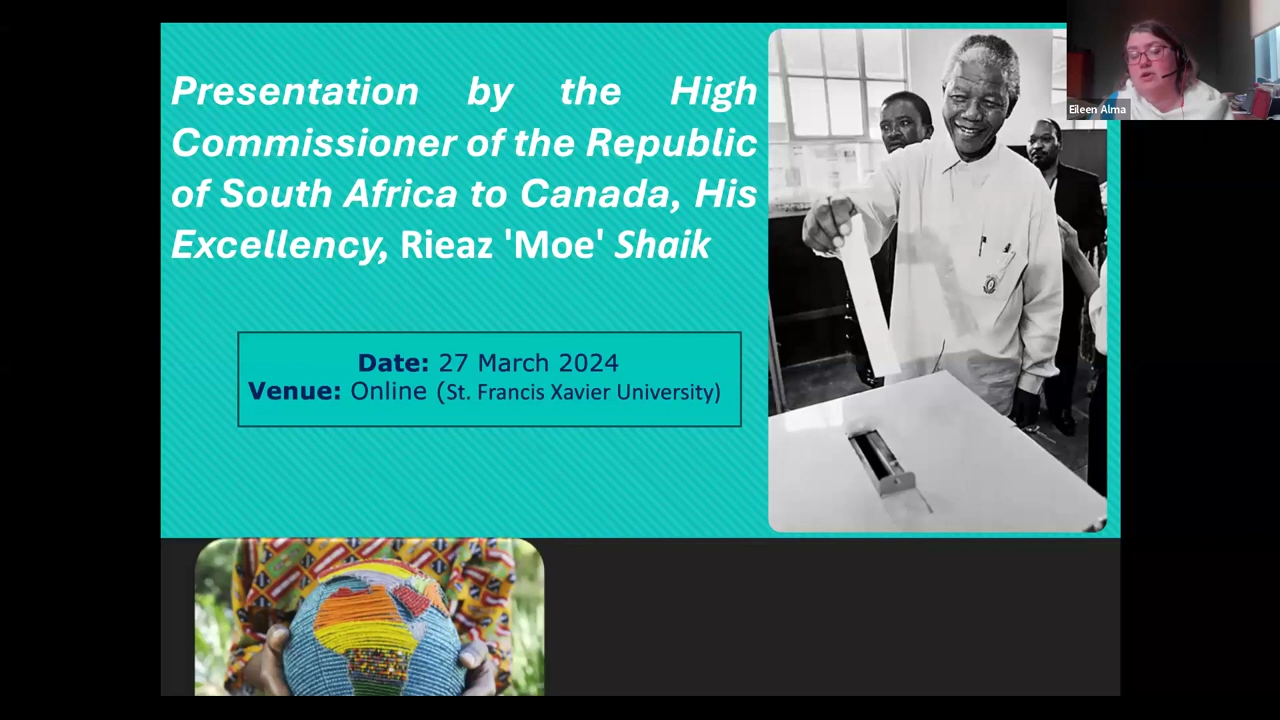 Presentation by the High
Commissioner of the Republic
of South Africa to Canada, His
Excellency, Rieaz 'Moe' Shaik
Date: 27 March 2024
Venue: Online (St. Francis Xavier University)
Eileen Alma